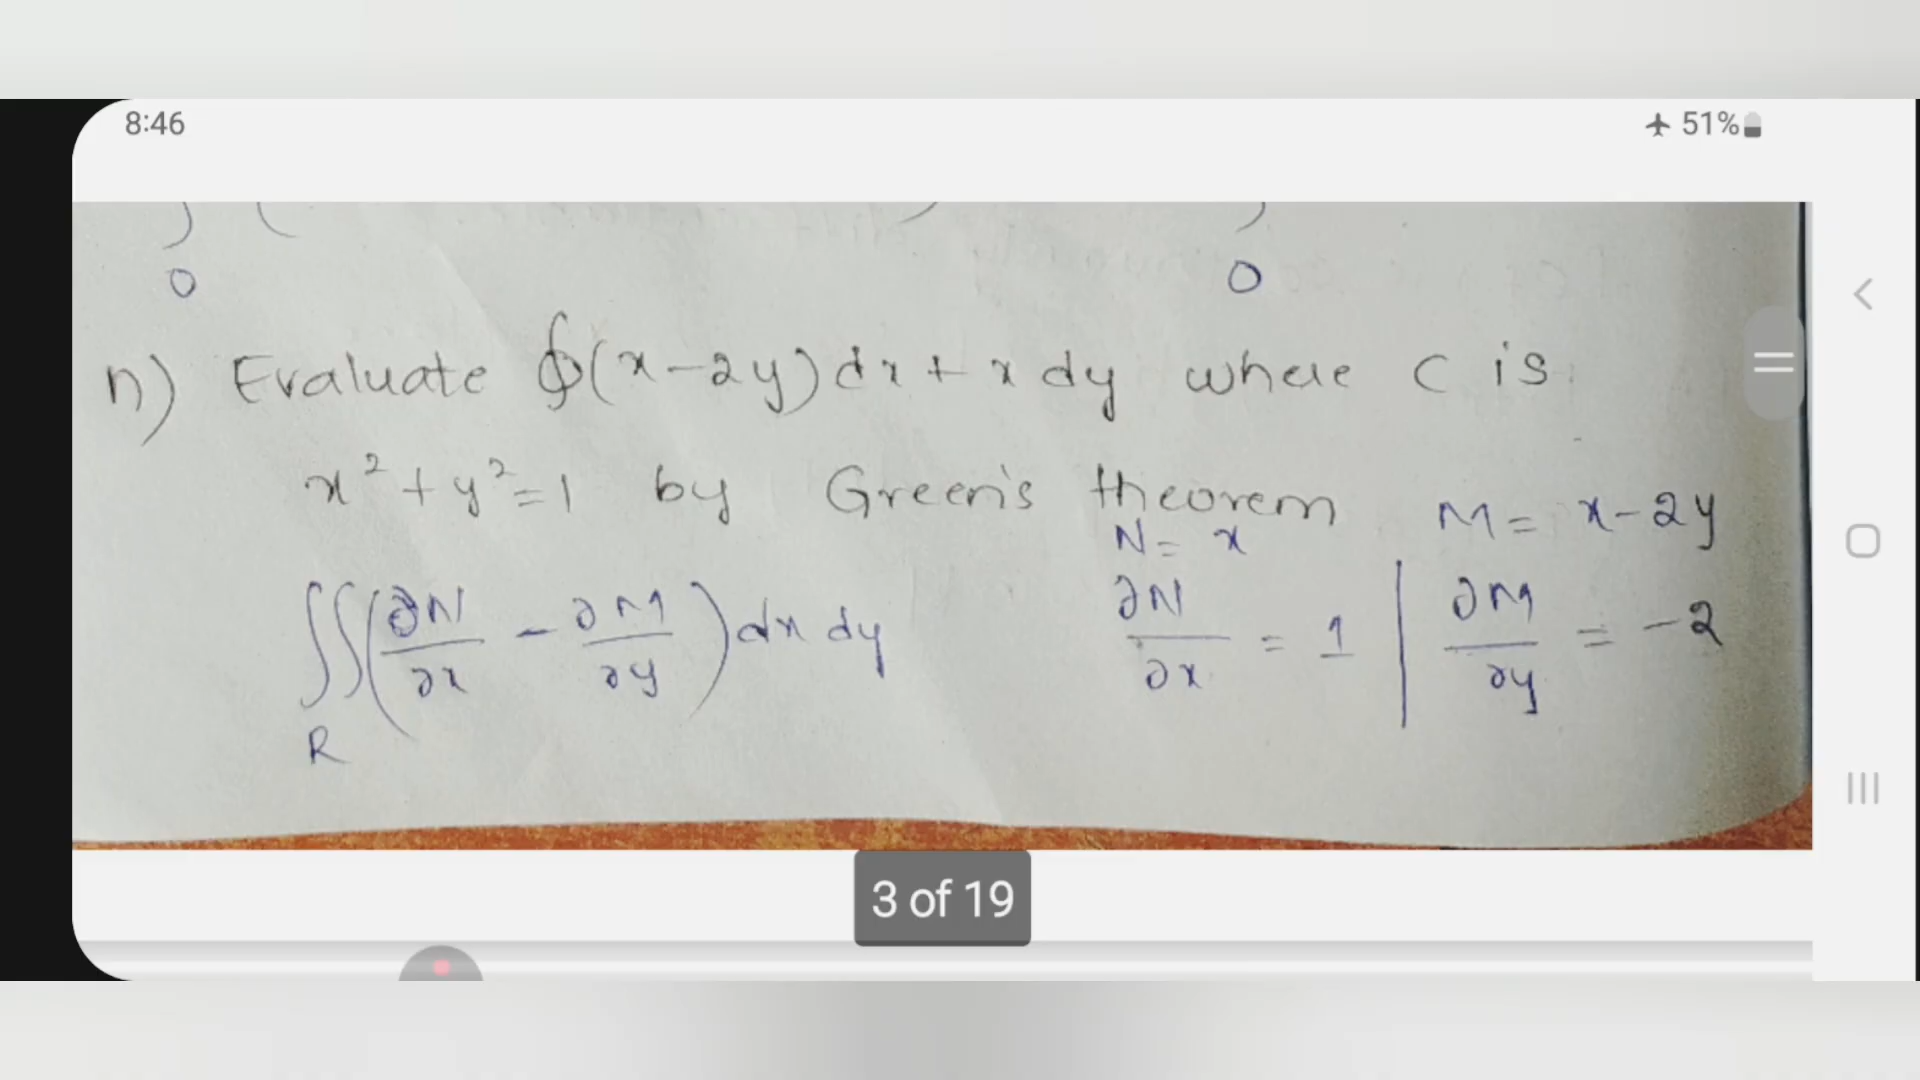 8:46
51%
0 0
n) Evaluate ∮(x-2y)dx + x dy where C is
x²+y²=1 by Green's theorem
N = x M = x-2y
∬(∂N/∂x - ∂M/∂y) dx dy ∂N/∂x = 1 | ∂M/∂y = -2
R
3 of 19